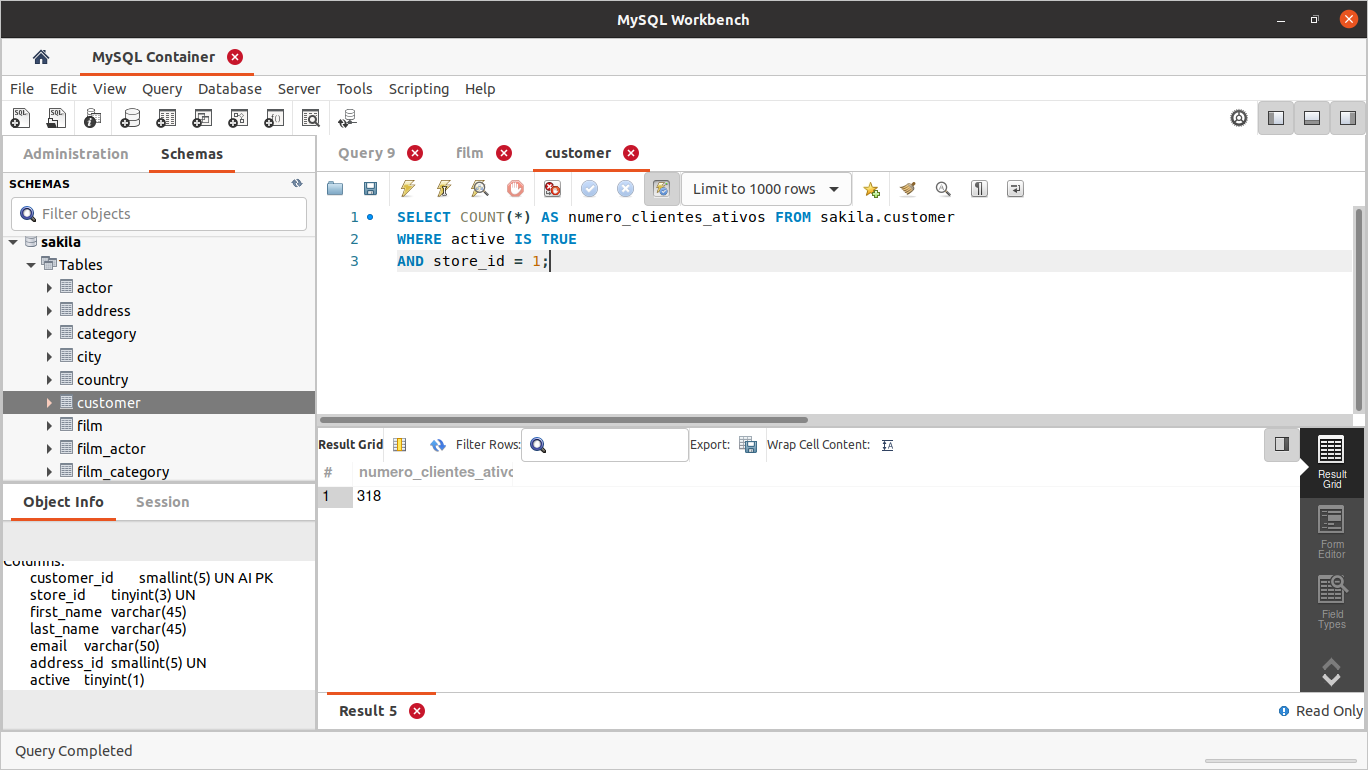 MySQL Workbench
MySQL Container
File Edit View Query Database Server Tools Scripting Help
Administration Schemas
SCHEMAS
Filter objects
sakila
Tables
actor
address
category
city
country
customer
film
film_actor
film_category
Object Info Session
Columns:
customer_id smallint(5) UN AI PK
store_id tinyint(3) UN
first_name varchar(45)
last_name varchar(45)
email varchar(50)
address_id smallint(5) UN
active tinyint(1)
Query 9 film customer
Limit to 1000 rows
1 SELECT COUNT(*) AS numero_clientes_ativos FROM sakila.customer
2 WHERE active IS TRUE
3 AND store_id = 1;
Result Grid Filter Rows: Export: Wrap Cell Content:
# numero_clientes_ativo
1 318
Result
Grid
Form
Editor
Field
Types
Result 5
Read Only
Query Completed